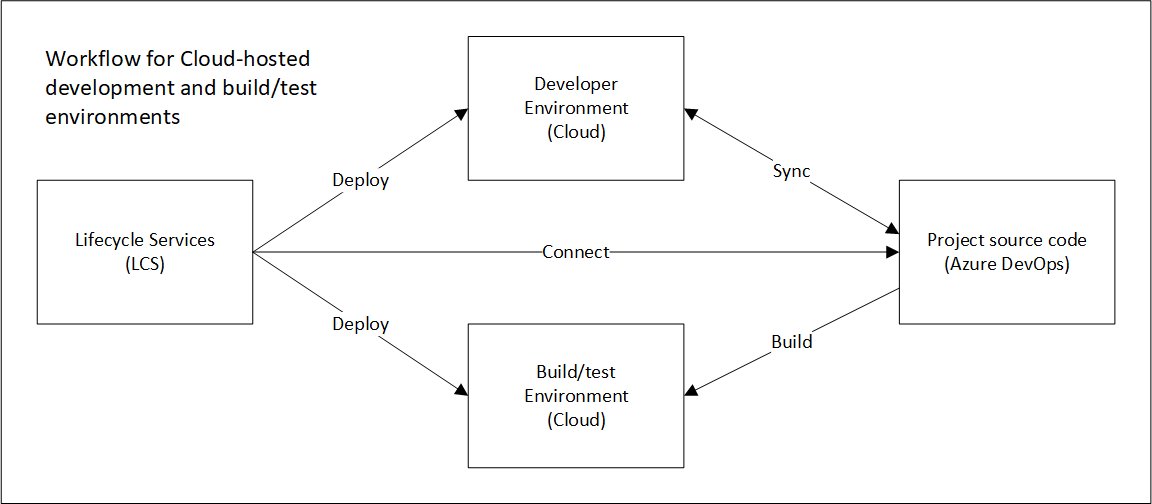 Workflow for Cloud-hosted
development and build/test
environments
Developer
Environment
(Cloud)
Deploy
Sync
Lifecycle Services
(LCS)
Connect
Project source code
(Azure DevOps)
Deploy
Build
Build/test
Environment
(Cloud)